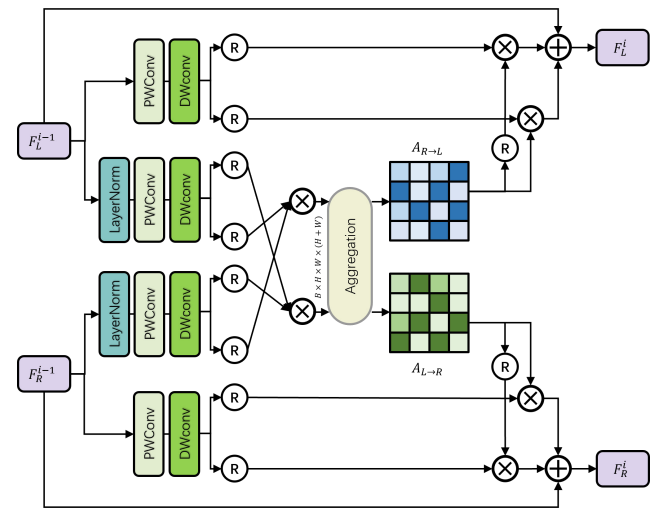 R
F_L^i
PWConv
DWconv
R
F_L^{i-1}
A_{R→L}
R
LayerNorm
PWConv
DWconv
R
R
B × H × W × (H + W)
Aggregation
LayerNorm
PWConv
DWconv
R
R
F_R^{i-1}
A_{L→R}
R
PWConv
DWconv
R
R
F_R^i